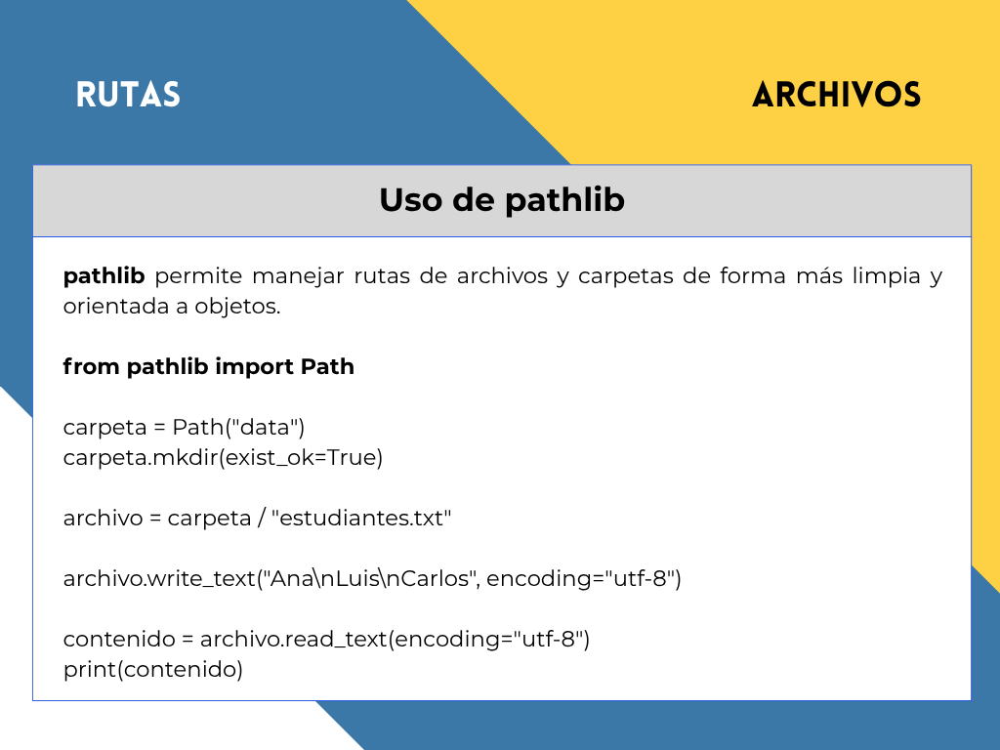 RUTAS
ARCHIVOS
Uso de pathlib
pathlib permite manejar rutas de archivos y carpetas de forma más limpia y
orientada a objetos.
from pathlib import Path
carpeta = Path("data")
carpeta.mkdir(exist_ok=True)
archivo = carpeta / "estudiantes.txt"
archivo.write_text("Ana\nLuis\nCarlos", encoding="utf-8")
contenido = archivo.read_text(encoding="utf-8")
print(contenido)